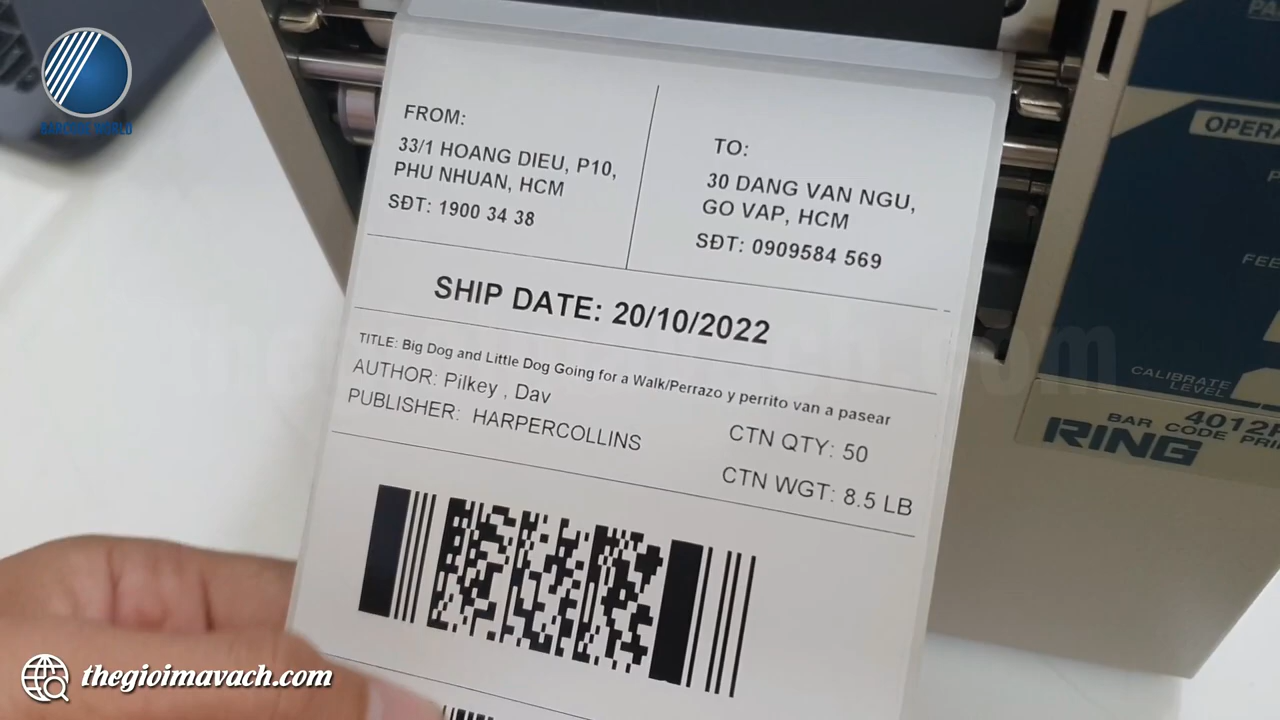 BARCODE WORLD
FROM:
33/1 HOANG DIEU, P10,
PHU NHUAN, HCM
SĐT: 1900 34 38
TO:
30 DANG VAN NGU,
GO VAP, HCM
SĐT: 0909584 569
SHIP DATE: 20/10/2022
TITLE: Big Dog and Little Dog Going for a Walk/Perrazo y perrito van a pasear
AUTHOR: Pilkey , Dav
PUBLISHER: HARPERCOLLINS
CTN QTY: 50
CTN WGT: 8.5 LB
CALIBRATE
LEVEL
BAR CODE
RING
thegioimavach.com